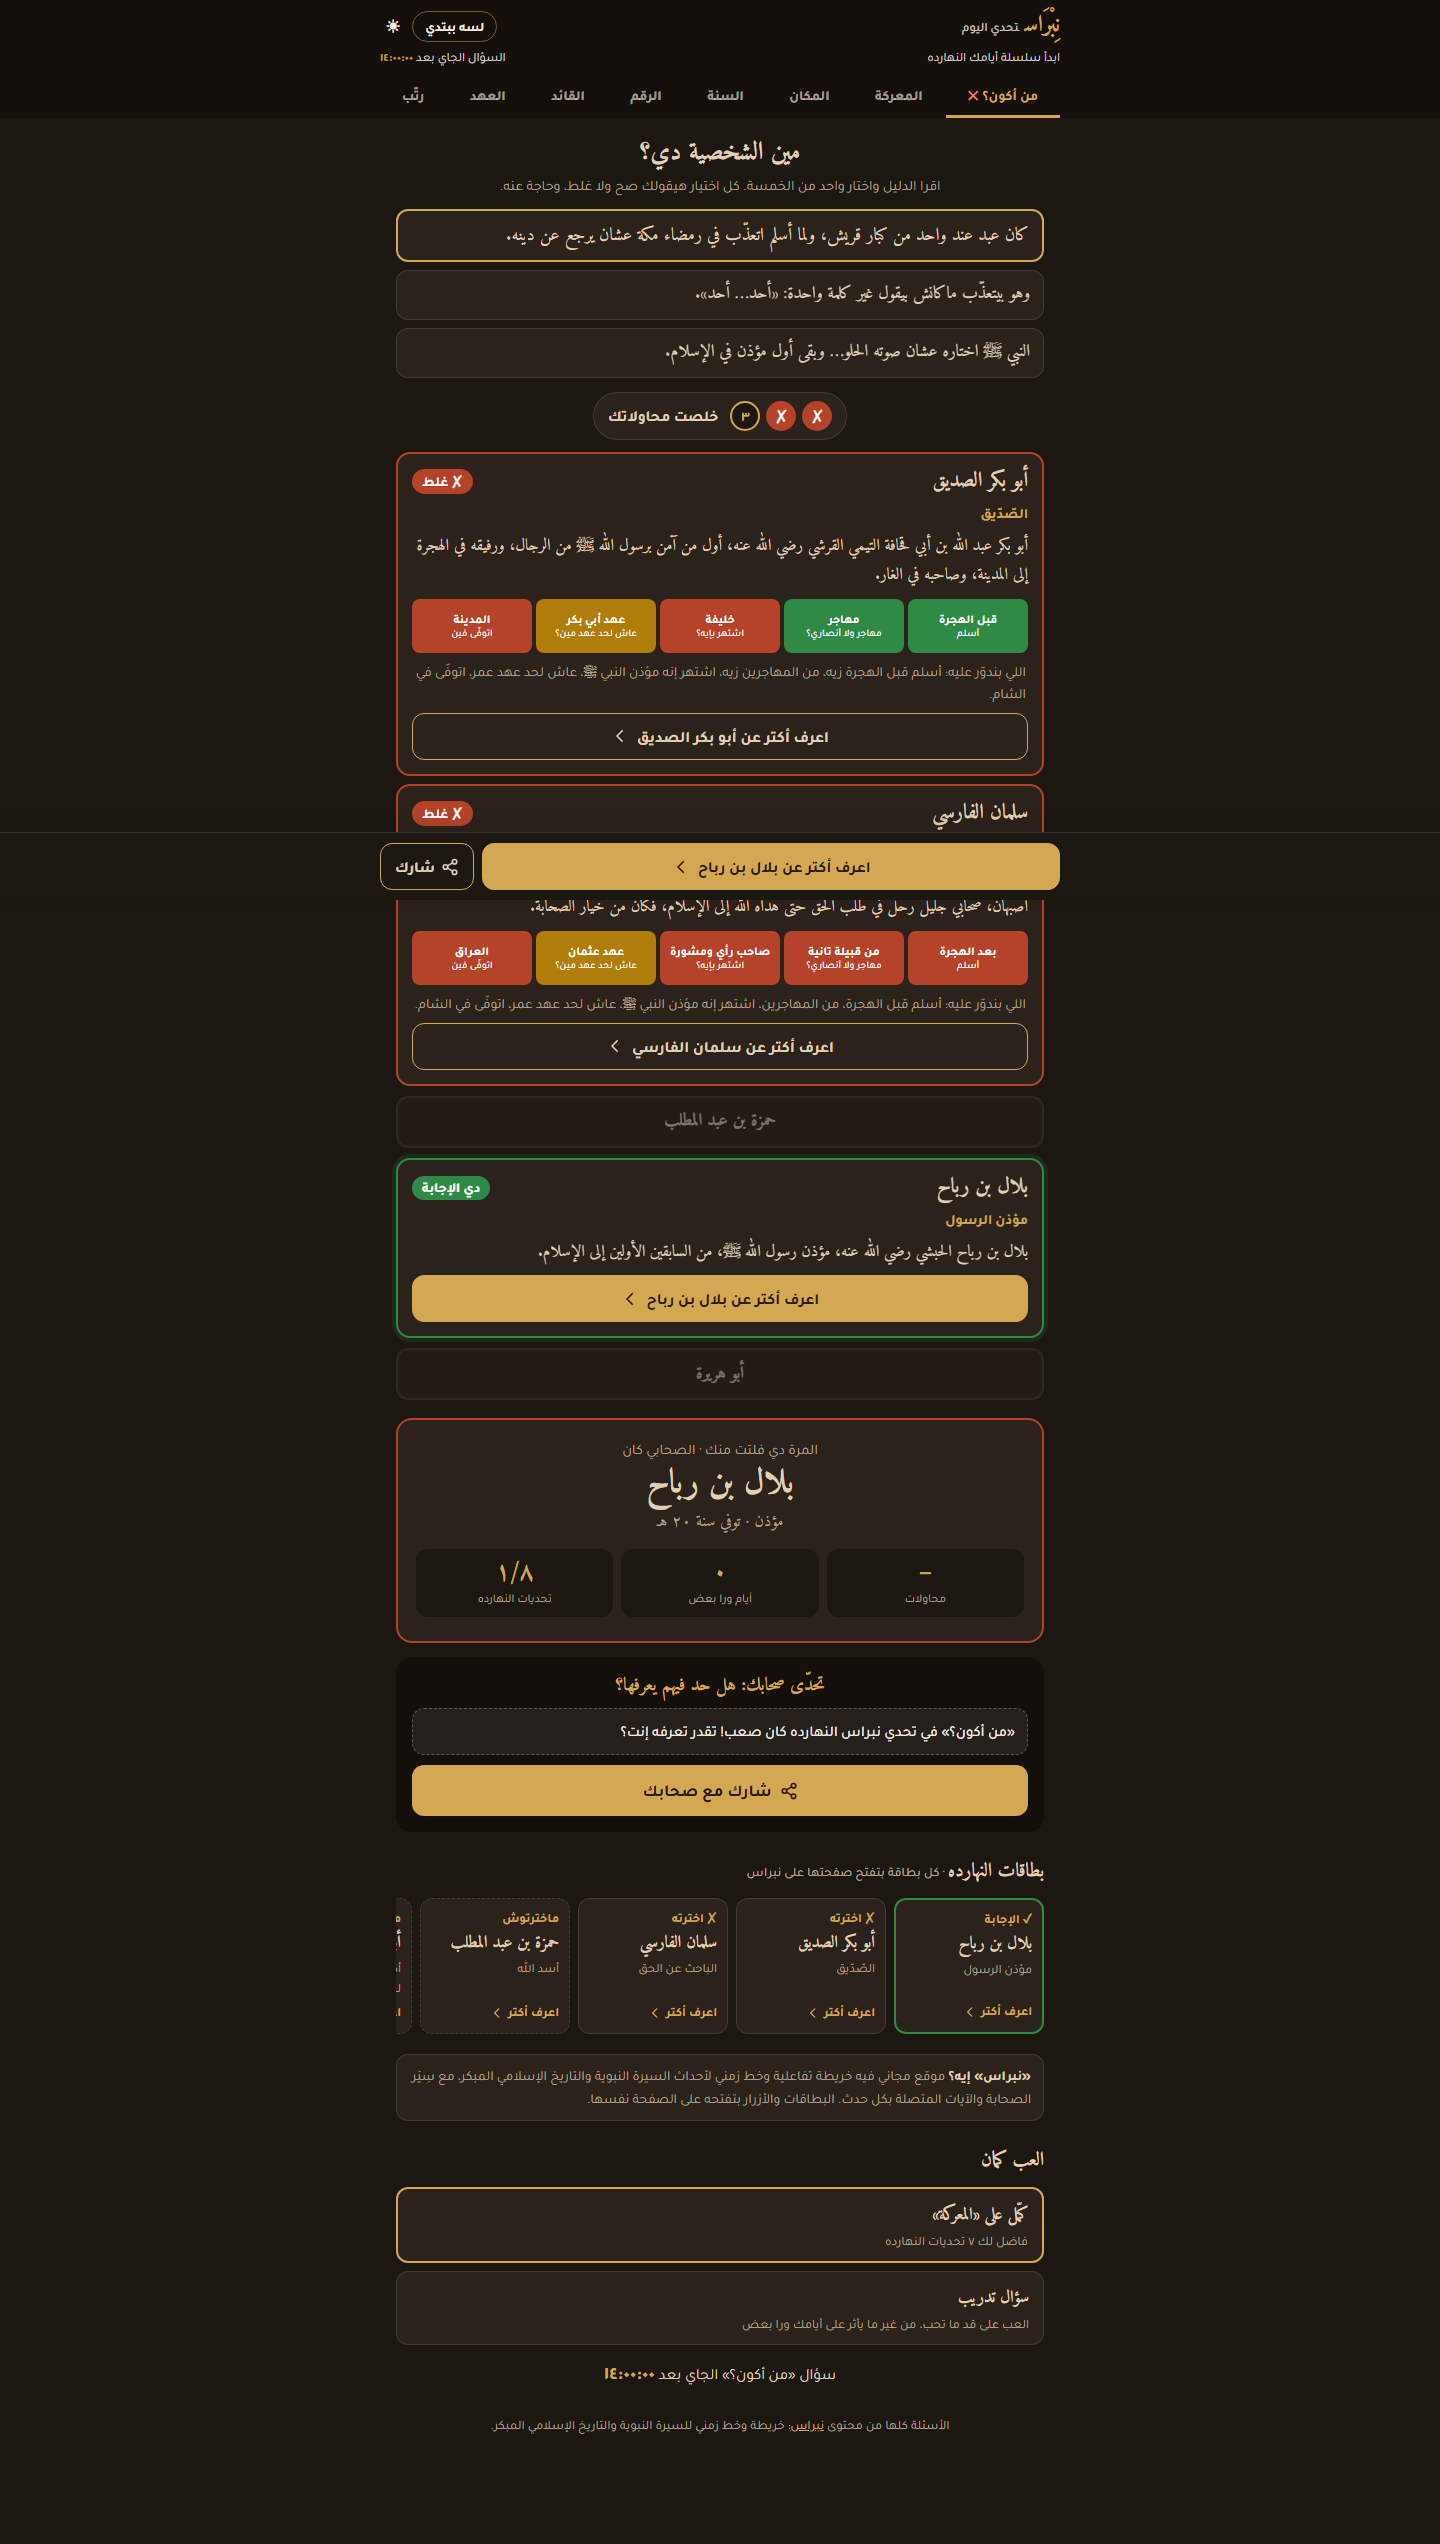 نِبْرَاس تحدي اليوم
لسه ببتدي
ابدأ سلسلة أيامك النهارده
السؤال الجاي بعد ١٤:٠٠:٠٠
من أكون؟ ✕
المعركة
المكان
السنة
الرقم
القائد
العهد
رتّب
مين الشخصية دي؟
اقرا الدليل واختار واحد من الخمسة. كل اختيار هيقولك صح ولا غلط، وحاجة عنه.
كان عبد عند واحد من كبار قريش، ولما أسلم اتعذّب في رمضاء مكة عشان يرجع عن دينه.
وهو بيتعذّب ماكانش بيقول غير كلمة واحدة: «أحد… أحد».
النبي ﷺ اختاره عشان صوته الحلو… وبقى أول مؤذن في الإسلام.
✗ ✗ ٣ خلصت محاولاتك
أبو بكر الصديق
✗ غلط
الصّدّيق
أبو بكر عبد الله بن أبي قحافة التيمي القرشي رضي الله عنه، أول من آمن برسول الله ﷺ من الرجال، ورفيقه في الهجرة
إلى المدينة، وصاحبه في الغار.
قبل الهجرة
أسلم
مهاجر
مهاجر ولا أنصاري؟
خليفة
اشتهر بإيه؟
عهد أبي بكر
عاش لحد عهد مين؟
المدينة
اتوفّى فين
اللي بندوّر عليه: أسلم قبل الهجرة زيه، من المهاجرين زيه، اشتهر إنه مؤذن النبي ﷺ، عاش لحد عهد عمر، اتوفّى في
الشام.
اعرف أكتر عن أبو بكر الصديق
سلمان الفارسي
✗ غلط
اعرف أكتر عن بلال بن رباح
شارك
أصبهان، صحابي جليل رحل في طلب الحق حتى هداه الله إلى الإسلام، فكان من خيار الصحابة.
بعد الهجرة
أسلم
من قبيلة تانية
مهاجر ولا أنصاري؟
صاحب رأي ومشورة
اشتهر بإيه؟
عهد عثمان
عاش لحد عهد مين؟
العراق
اتوفّى فين
اللي بندوّر عليه: أسلم قبل الهجرة، من المهاجرين، اشتهر إنه مؤذن النبي ﷺ، عاش لحد عهد عمر، اتوفّى في الشام.
اعرف أكتر عن سلمان الفارسي
حمزة بن عبد المطلب
بلال بن رباح
دي الإجابة
مؤذن الرسول
بلال بن رباح الحبشي رضي الله عنه، مؤذن رسول الله ﷺ، من السابقين الأولين إلى الإسلام.
اعرف أكتر عن بلال بن رباح
أبو هريرة
المرة دي فلتت منك · الصحابي كان
بلال بن رباح
مؤذن · توفي سنة ٢٠ هـ
–
محاولات
٠
أيام ورا بعض
١/٨
تحديات النهارده
تحدّى صحابك: هل حد فيهم يعرفها؟
«من أكون؟» في تحدي نبراس النهارده كان صعب! تقدر تعرفه إنت؟
شارك مع صحابك
بطاقات النهارده · كل بطاقة بتفتح صفحتها على نبراس
✓ الإجابة
بلال بن رباح
مؤذن الرسول
اعرف أكتر
✗ اخترته
أبو بكر الصديق
الصّدّيق
اعرف أكتر
✗ اخترته
سلمان الفارسي
الباحث عن الحق
اعرف أكتر
ماخترتوش
حمزة بن عبد المطلب
أسد الله
اعرف أكتر
«نبراس» إيه؟ موقع مجاني فيه خريطة تفاعلية وخط زمني لأحداث السيرة النبوية والتاريخ الإسلامي المبكر، مع سِيَر
الصحابة والآيات المتصلة بكل حدث. البطاقات والأزرار بتفتحه على الصفحة نفسها.
العب كمان
كمّل على «المعركة»
فاضل لك ٧ تحديات النهارده
سؤال تدريب
العب على قد ما تحب، من غير ما يأثر على أيامك ورا بعض
سؤال «من أكون؟» الجاي بعد ١٤:٠٠:٠٠
الأسئلة كلها من محتوى نبراس: خريطة وخط زمني للسيرة النبوية والتاريخ الإسلامي المبكر.